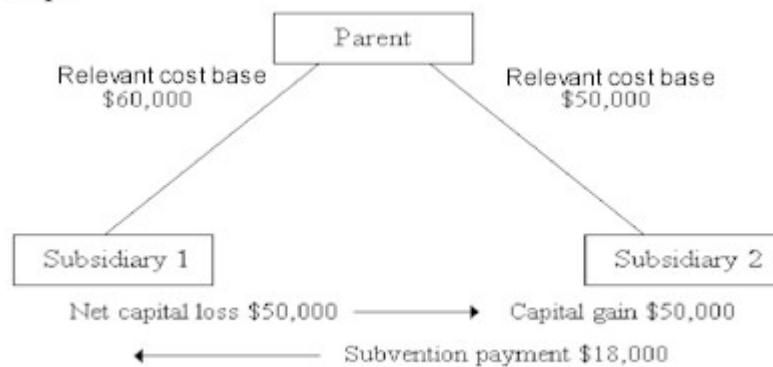 Parent
Relevant cost base
$60,000
Relevant cost base
$50,000
Subsidiary 1
Subsidiary 2
Net capital loss $50,000
Capital gain $50,000
Subvention payment $18,000